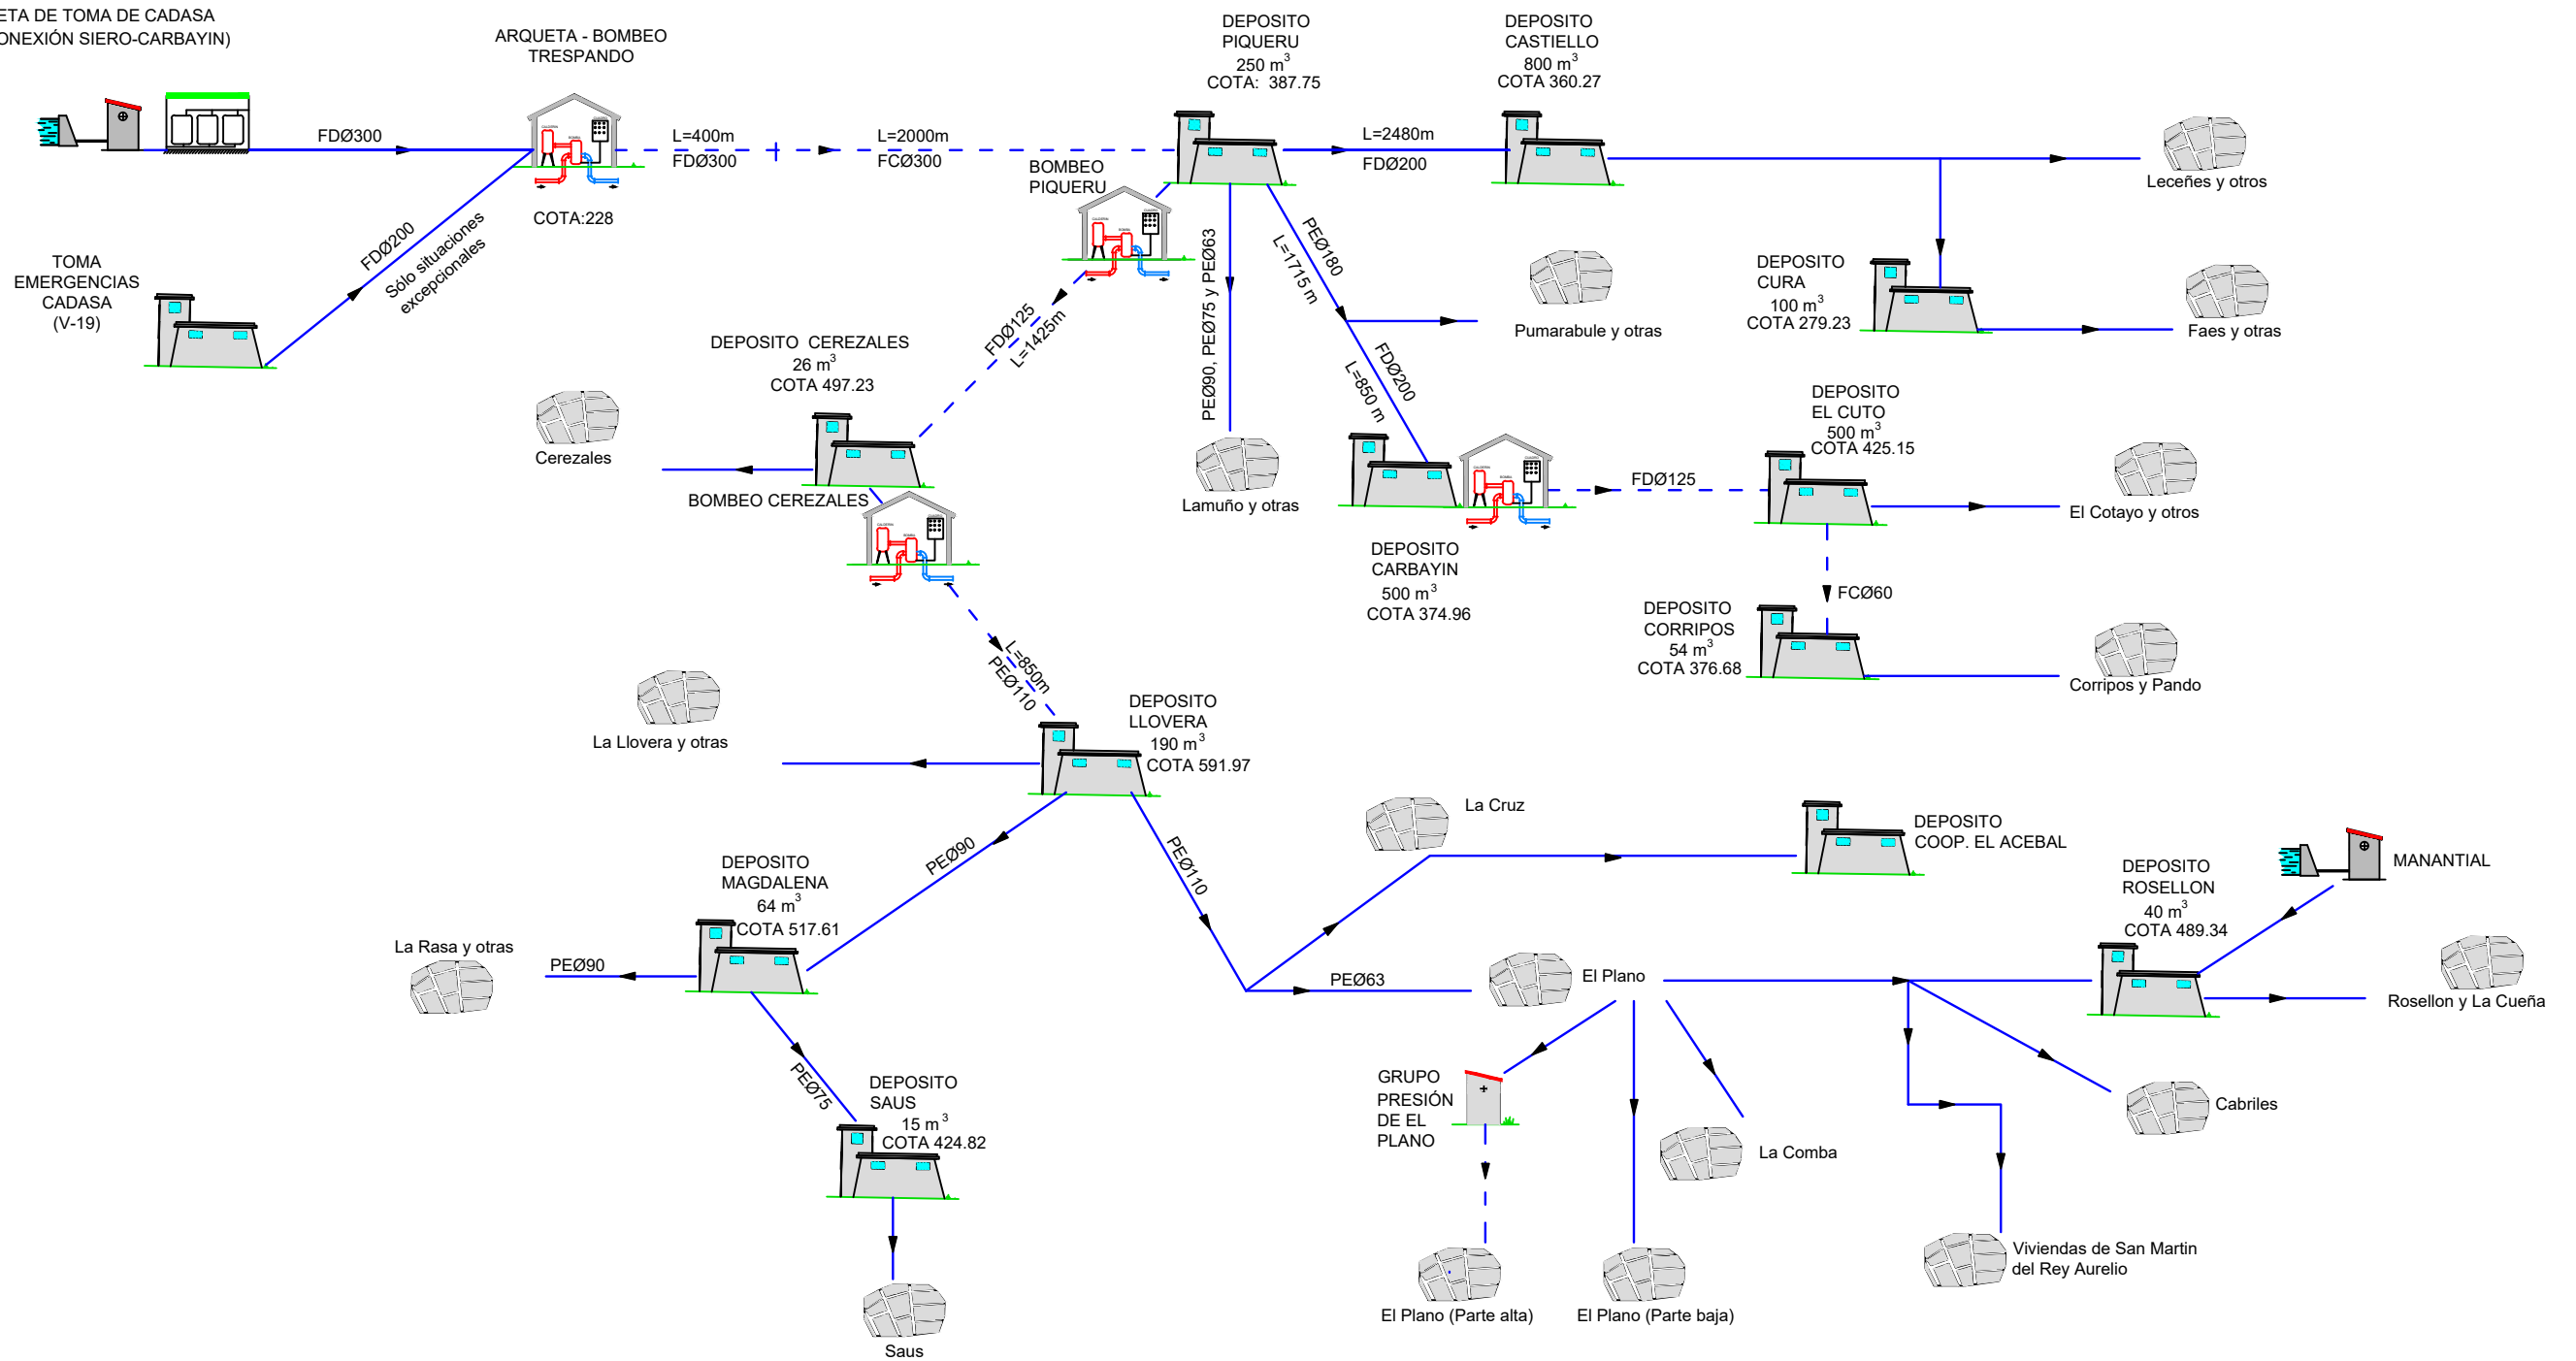 ETA DE TOMA DE CADASA
ONEXIÓN SIERO-CARBAYIN)
ARQUETA - BOMBEO
TRESPANDO
DEPOSITO
PIQUERU
250 m3
COTA: 387.75
DEPOSITO
CASTIELLO
800 m3
COTA 360.27
FDØ300
L=400m
FDØ300
L=2000m
FCØ300
L=2480m
FDØ200
Leceñes y otros
COTA:228
BOMBEO
PIQUERU
FDØ200
Sólo situaciones
excepcionales
TOMA
EMERGENCIAS
CADASA
(V-19)
PEØ90, PEØ75 y PEØ63
PEØ180
L=1715 m
Pumarabule y otras
DEPOSITO
CURA
100 m3
COTA 279.23
Faes y otras
FDØ125
L=1425m
DEPOSITO CEREZALES
26 m3
COTA 497.23
Cerezales
BOMBEO CEREZALES
FDØ200
L=850 m
Lamuño y otras
DEPOSITO
CARBAYIN
500 m3
COTA 374.96
FDØ125
DEPOSITO
EL CUTO
500 m3
COTA 425.15
El Cotayo y otros
FCØ60
DEPOSITO
CORRIPOS
54 m3
COTA 376.68
Corripos y Pando
L=850m
PEØ110
DEPOSITO
LLOVERA
190 m3
COTA 591.97
La Llovera y otras
PEØ90
PEØ110
La Cruz
DEPOSITO
COOP. EL ACEBAL
DEPOSITO
MAGDALENA
64 m3
COTA 517.61
La Rasa y otras
PEØ90
PEØ63
El Plano
DEPOSITO
ROSELLON
40 m3
COTA 489.34
MANANTIAL
Rosellon y La Cueña
PEØ75
DEPOSITO
SAUS
15 m3
COTA 424.82
Saus
GRUPO
PRESIÓN
DE EL
PLANO
La Comba
Cabriles
Viviendas de San Martin
del Rey Aurelio
El Plano (Parte alta)
El Plano (Parte baja)